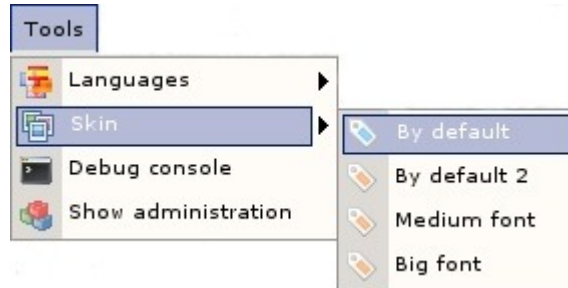 Tools
Languages
Skin
Debug console
Show administration
By default
By default 2
Medium font
Big font